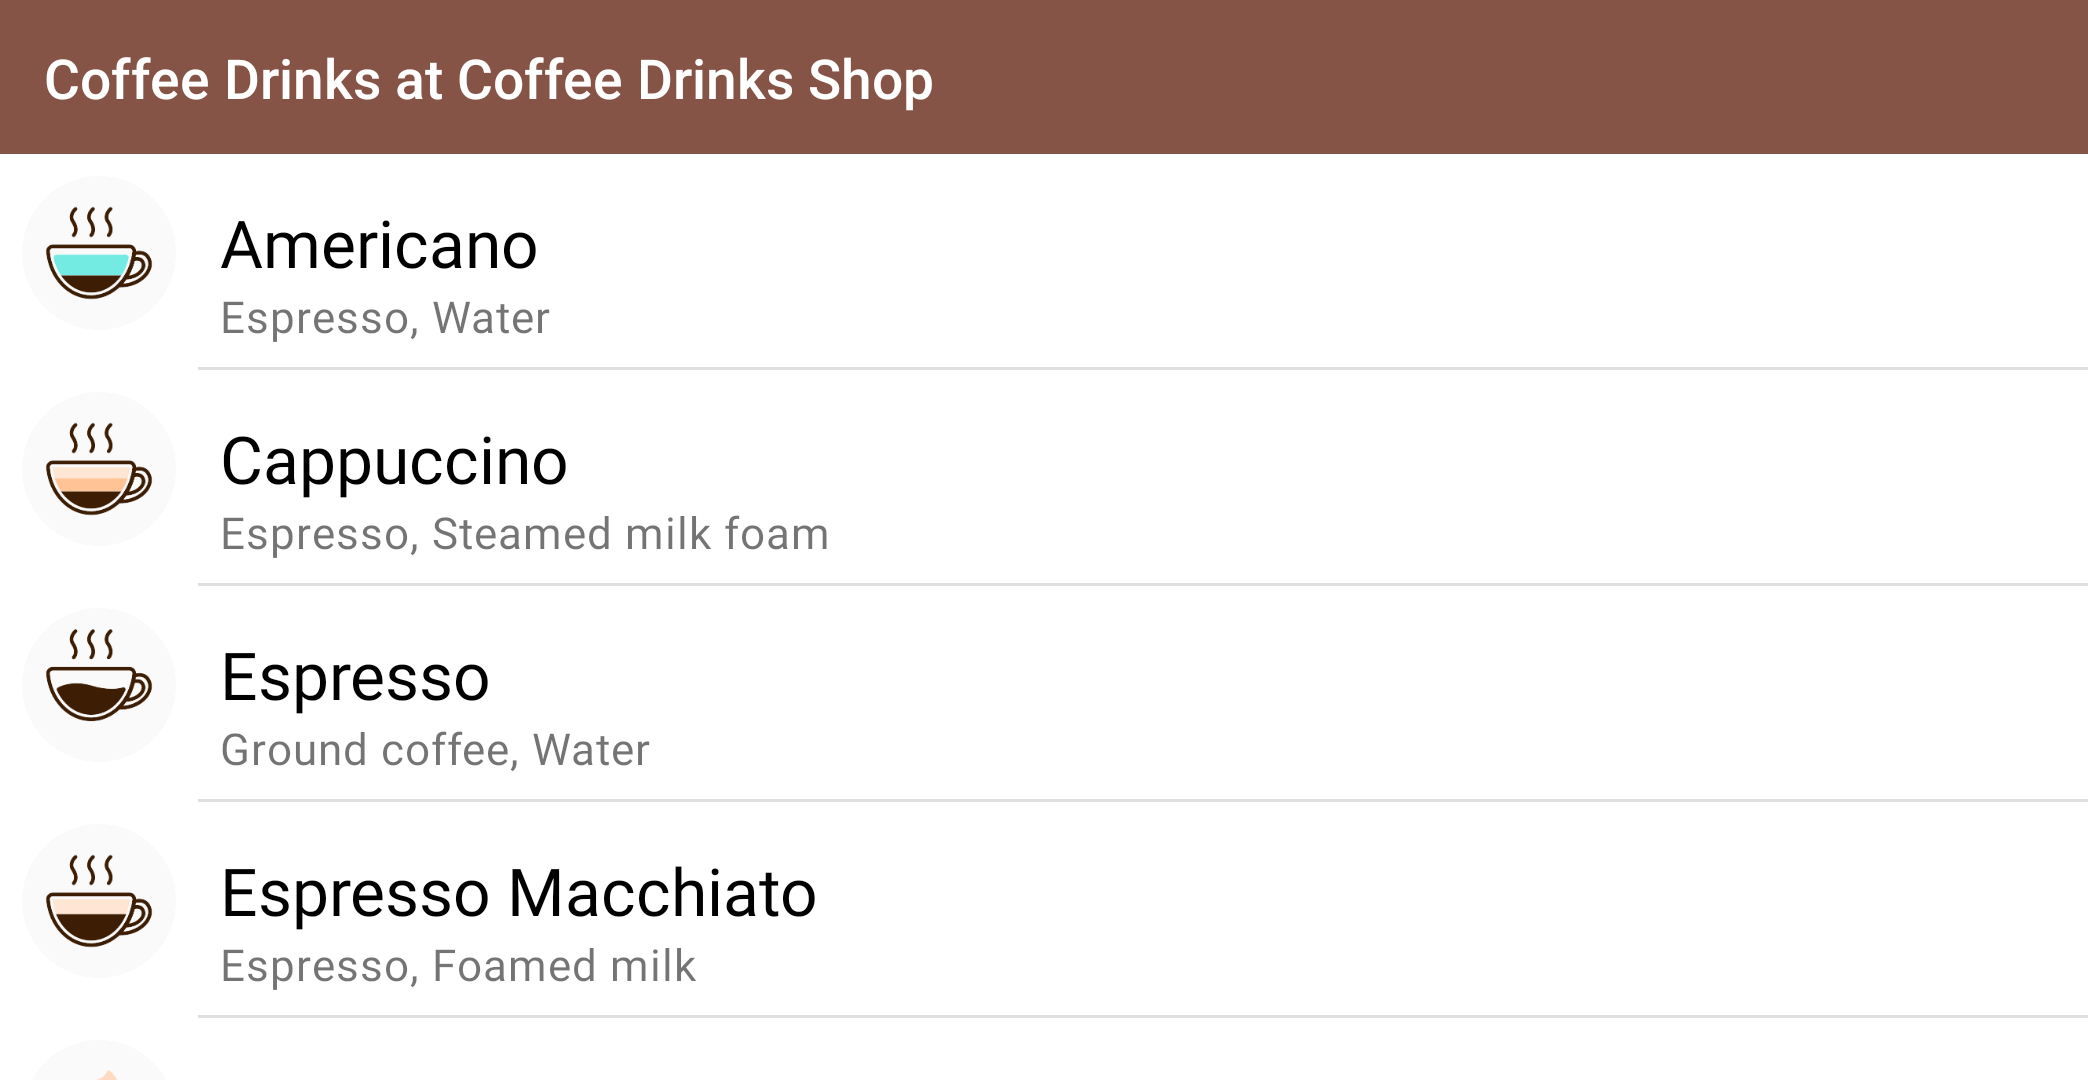 Coffee Drinks at Coffee Drinks Shop
Americano
Espresso, Water
Cappuccino
Espresso, Steamed milk foam
Espresso
Ground coffee, Water
Espresso Macchiato
Espresso, Foamed milk